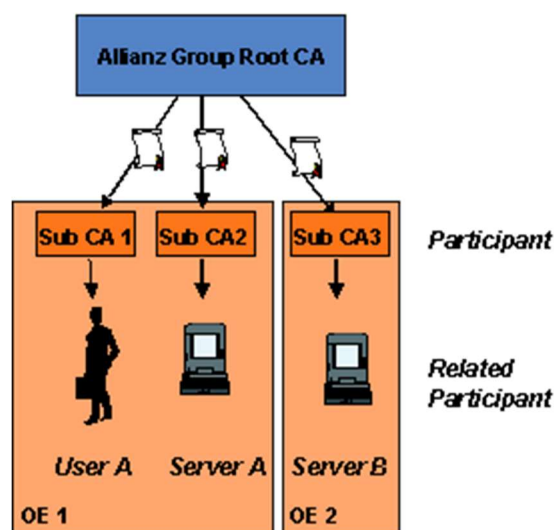 Allianz Group Root CA
Sub CA 1
Sub CA2
Sub CA3
Participant
Related
Participant
User A
Server A
Server B
OE 1
OE 2